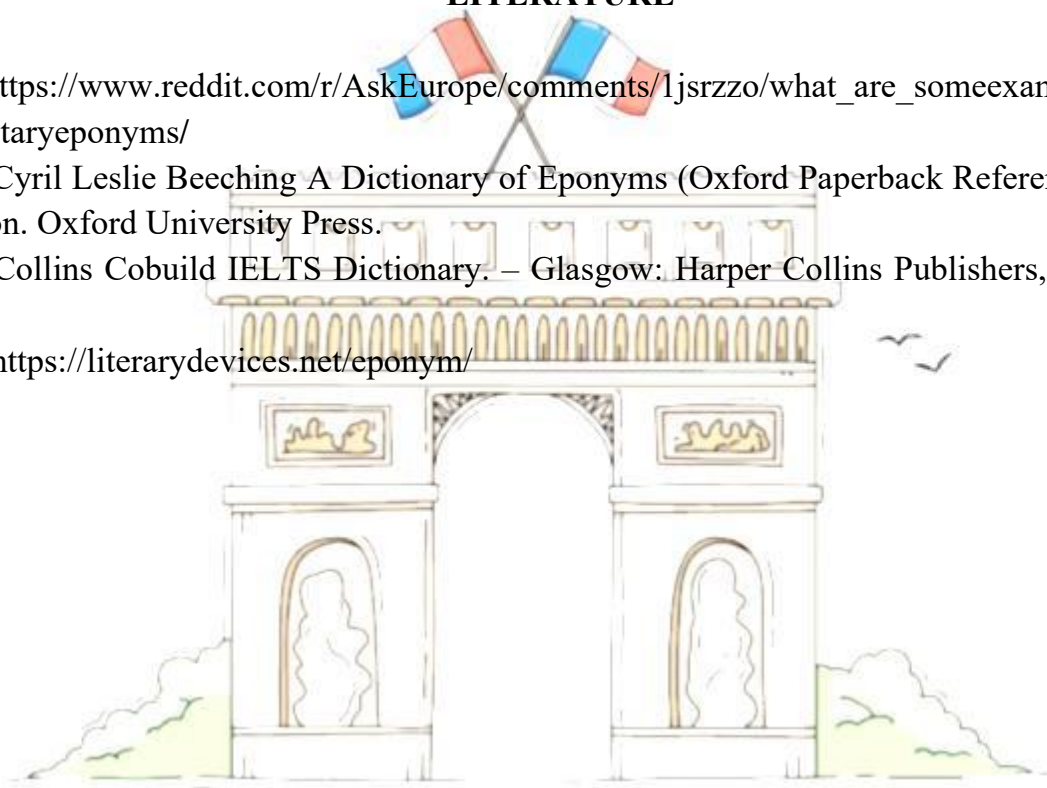 LITERATURE
ttps://www.reddit.com/r/AskEurope/comments/1jsrzzo/what_are_someexan
taryeponyms/
Cyril Leslie Beeching A Dictionary of Eponyms (Oxford Paperback Refere
on. Oxford University Press.
Collins Cobuild IELTS Dictionary. – Glasgow: Harper Collins Publishers,
https://literarydevices.net/eponym/